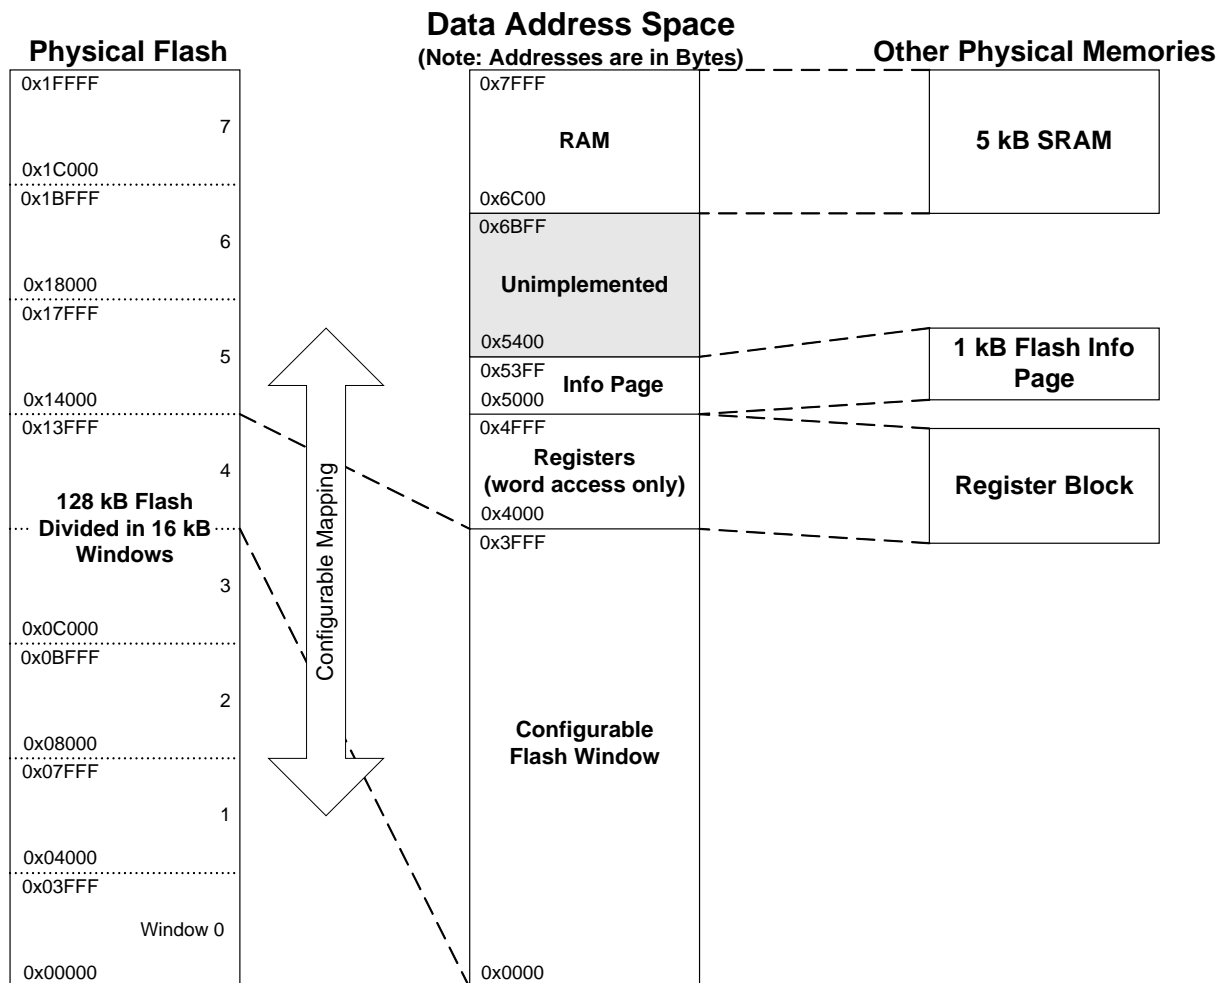 Physical Flash
0x1FFFF
7
0x1C000
0x1BFFF
6
0x18000
0x17FFF
5
0x14000
0x13FFF
4
128 kB Flash
Divided in 16 kB
Windows
3
0x0C000
0x0BFFF
2
0x08000
0x07FFF
1
0x04000
0x03FFF
Window 0
0x00000
Configurable Mapping
Data Address Space
(Note: Addresses are in Bytes)
0x7FFF
RAM
0x6C00
0x6BFF
Unimplemented
0x5400
0x53FF
Info Page
0x5000
0x4FFF
Registers
(word access only)
0x4000
0x3FFF
Configurable
Flash Window
0x0000
Other Physical Memories
5 kB SRAM
1 kB Flash Info
Page
Register Block